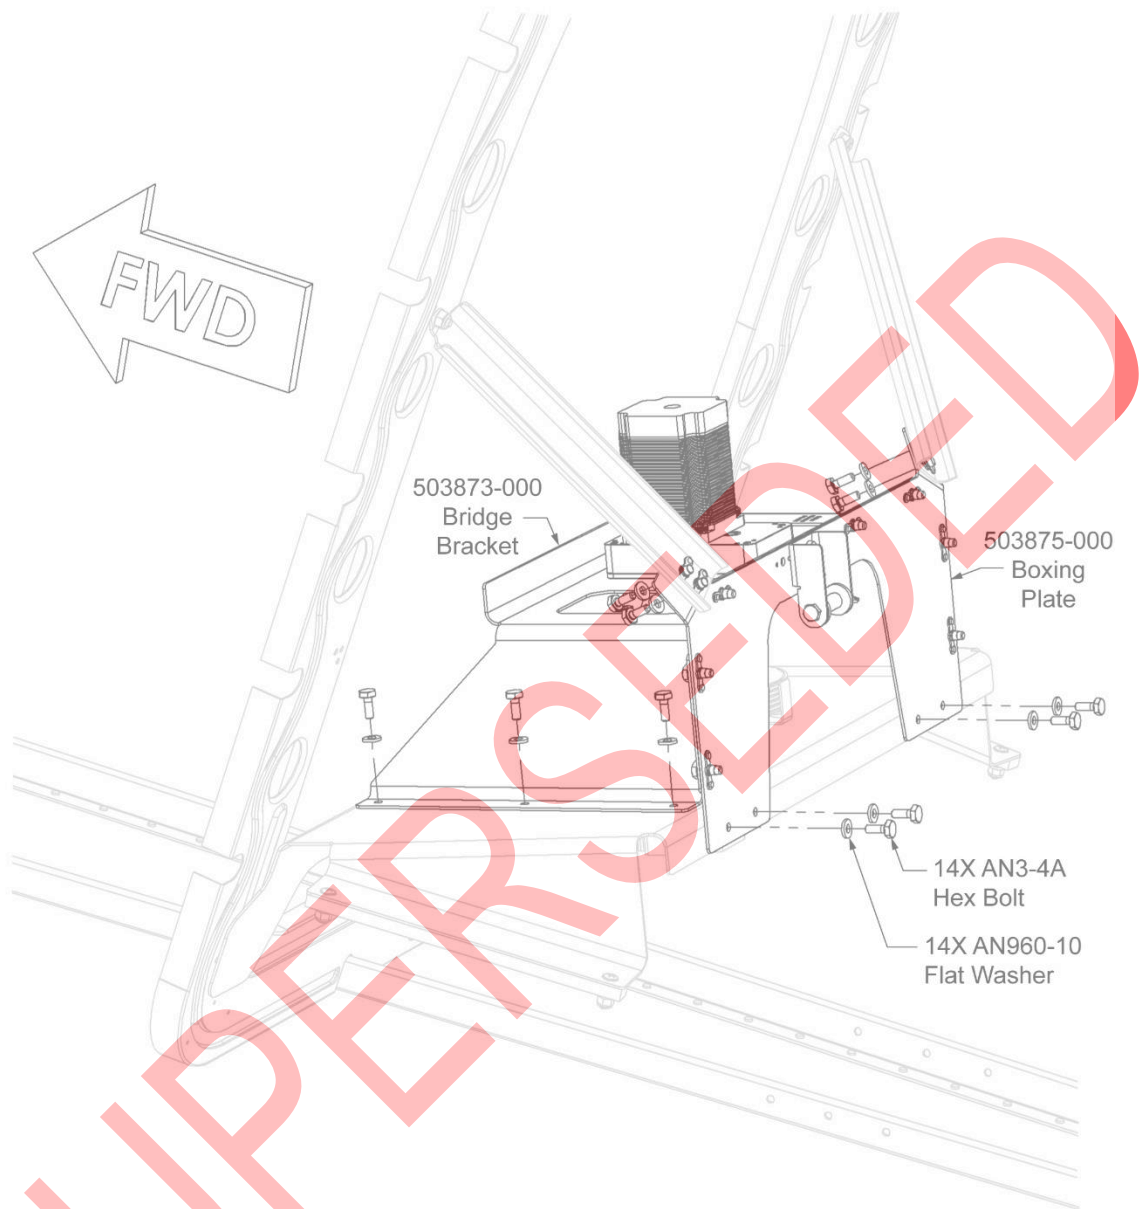 FWD
503873-000
Bridge
Bracket
503875-000
Boxing
Plate
14X AN3-4A
Hex Bolt
14X AN960-10
Flat Washer
UPERSEDED